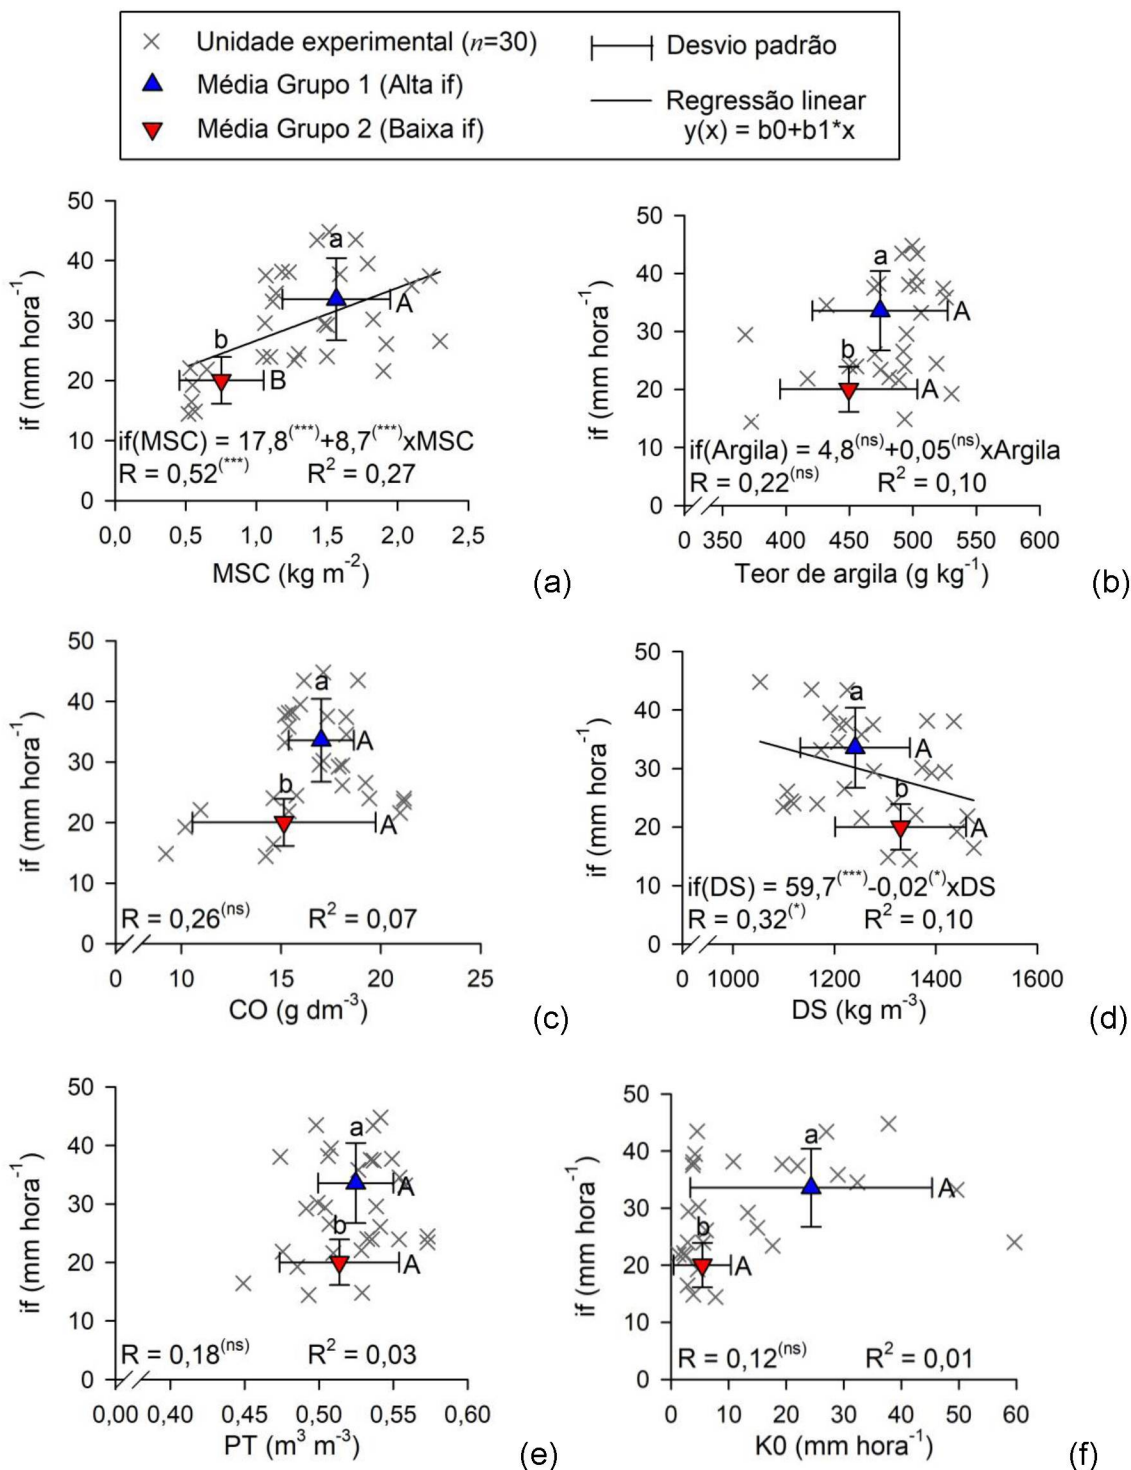 Unidade experimental (n=30)
Média Grupo 1 (Alta if)
Média Grupo 2 (Baixa if)
Desvio padrão
Regressão linear
y(x) = b0+b1*x
if (mm hora⁻¹)
50
40
30
20
10
0
a
A
b
B
if(MSC) = 17,8(***)+8,7(***)xMSC
R = 0,52(***) R² = 0,27
0,0 0,5 1,0 1,5 2,0 2,5
MSC (kg m⁻²)
(a)
if (mm hora⁻¹)
50
40
30
20
10
0
a
A
b
A
if(Argila) = 4,8(ns)+0,05(ns)xArgila
R = 0,22(ns) R² = 0,10
0 350 400 450 500 550 600
Teor de argila (g kg⁻¹)
(b)
if (mm hora⁻¹)
50
40
30
20
10
0
a
A
b
A
R = 0,26(ns) R² = 0,07
0 10 15 20 25
CO (g dm⁻³)
(c)
if (mm hora⁻¹)
50
40
30
20
10
0
a
A
b
A
if(DS) = 59,7(***)-0,02(*)xDS
R = 0,32(*) R² = 0,10
0 1000 1200 1400 1600
DS (kg m⁻³)
(d)
if (mm hora⁻¹)
50
40
30
20
10
0
a
A
b
A
R = 0,18(ns) R² = 0,03
0,00 0,40 0,45 0,50 0,55 0,60
PT (m³ m⁻³)
(e)
if (mm hora⁻¹)
50
40
30
20
10
0
a
A
b
A
R = 0,12(ns) R² = 0,01
0 10 20 30 40 50 60
K0 (mm hora⁻¹)
(f)